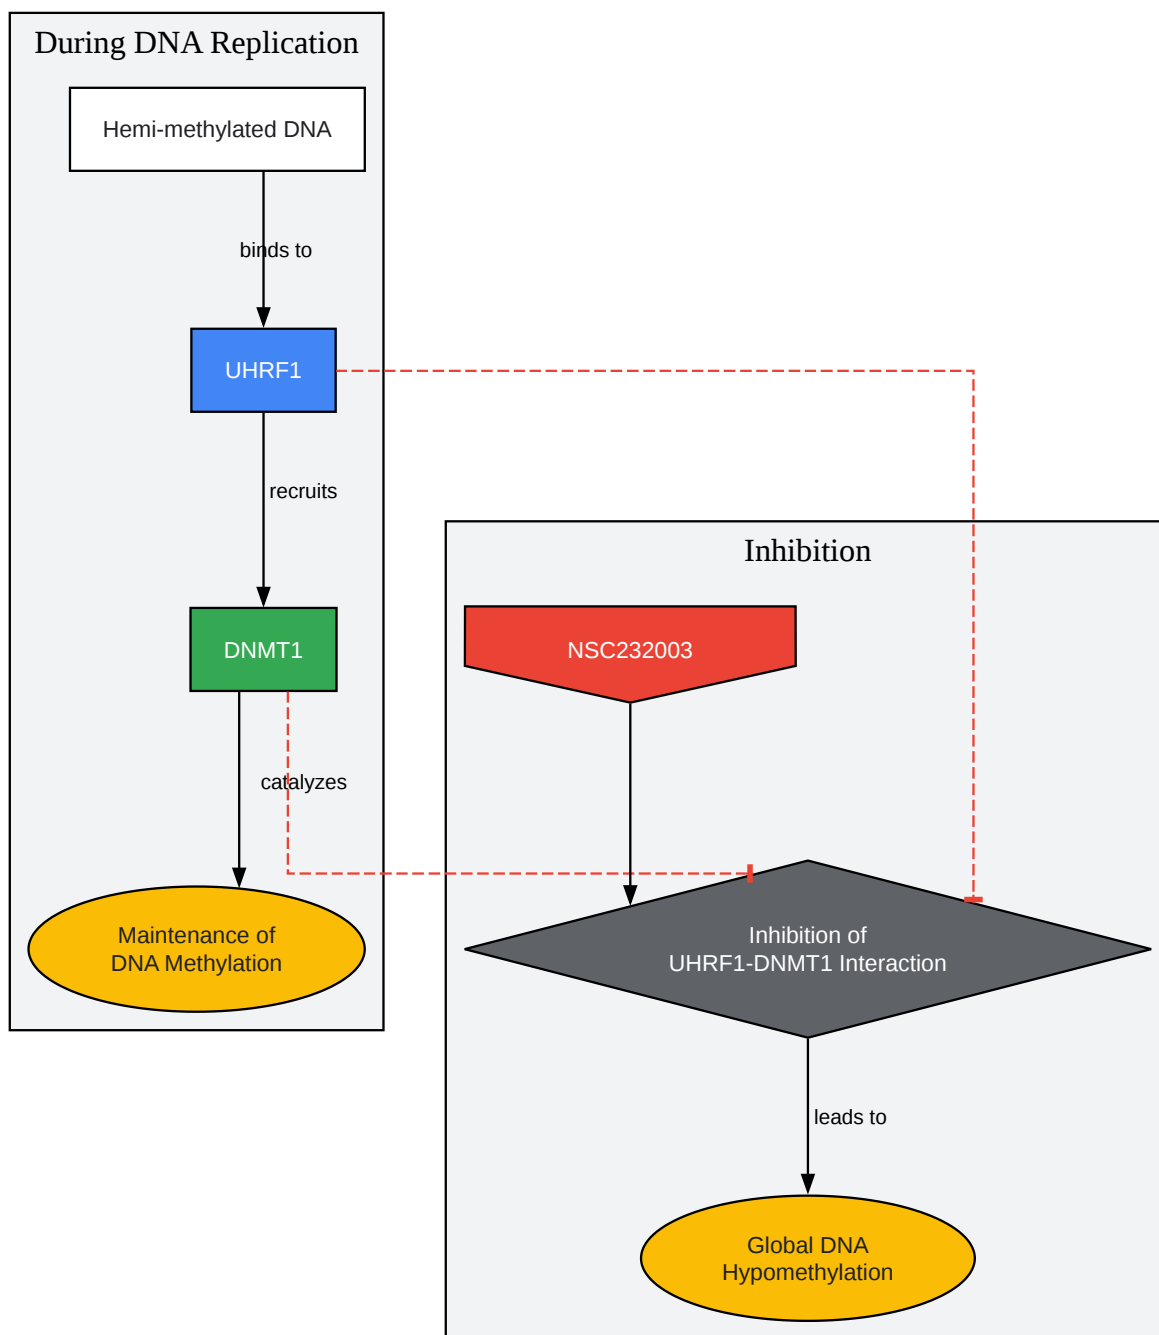 During DNA Replication
Hemi-methylated DNA
binds to
UHRF1
recruits
DNMT1
catalyzes
Maintenance of
DNA Methylation
Inhibition
NSC232003
Inhibition of
UHRF1-DNMT1 Interaction
leads to
Global DNA
Hypomethylation